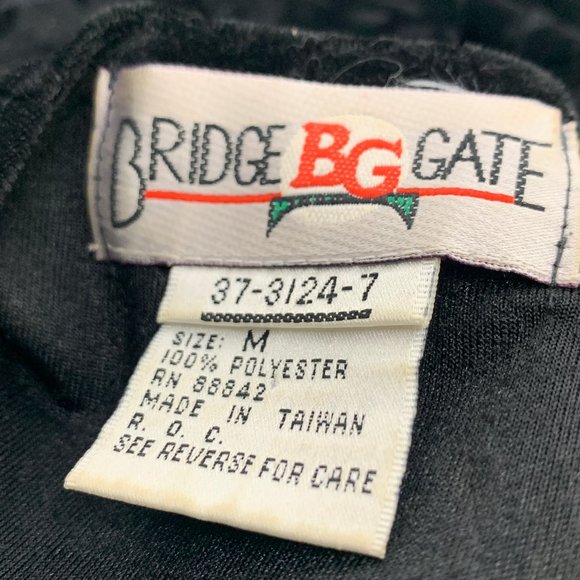 BRIDGE BG GATE
37-3124-7
SIZE: M
100% POLYESTER
RN 88842
MADE IN TAIWAN
R. O. C.
SEE REVERSE FOR CARE